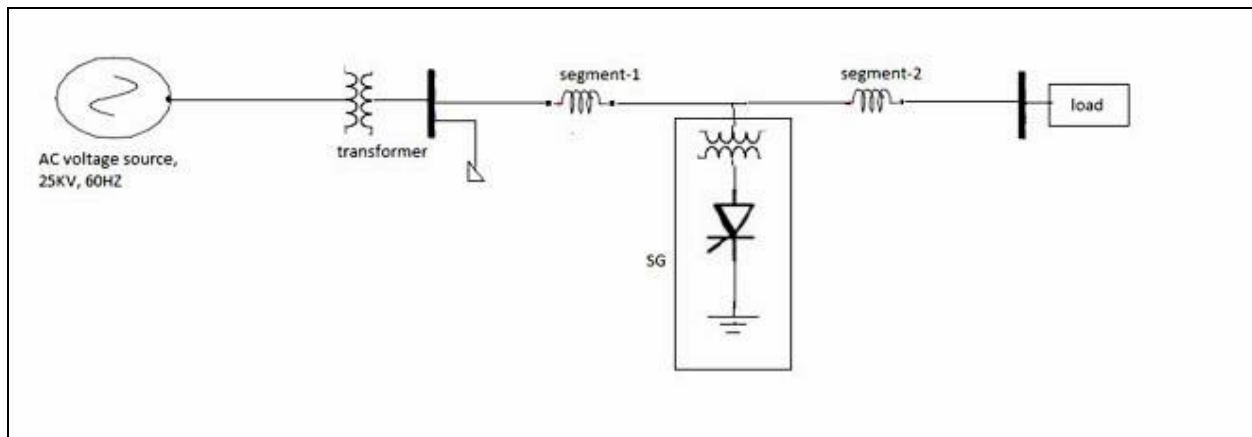 segment-1
segment-2
load
transformer
AC voltage source,
25KV, 60HZ
SG